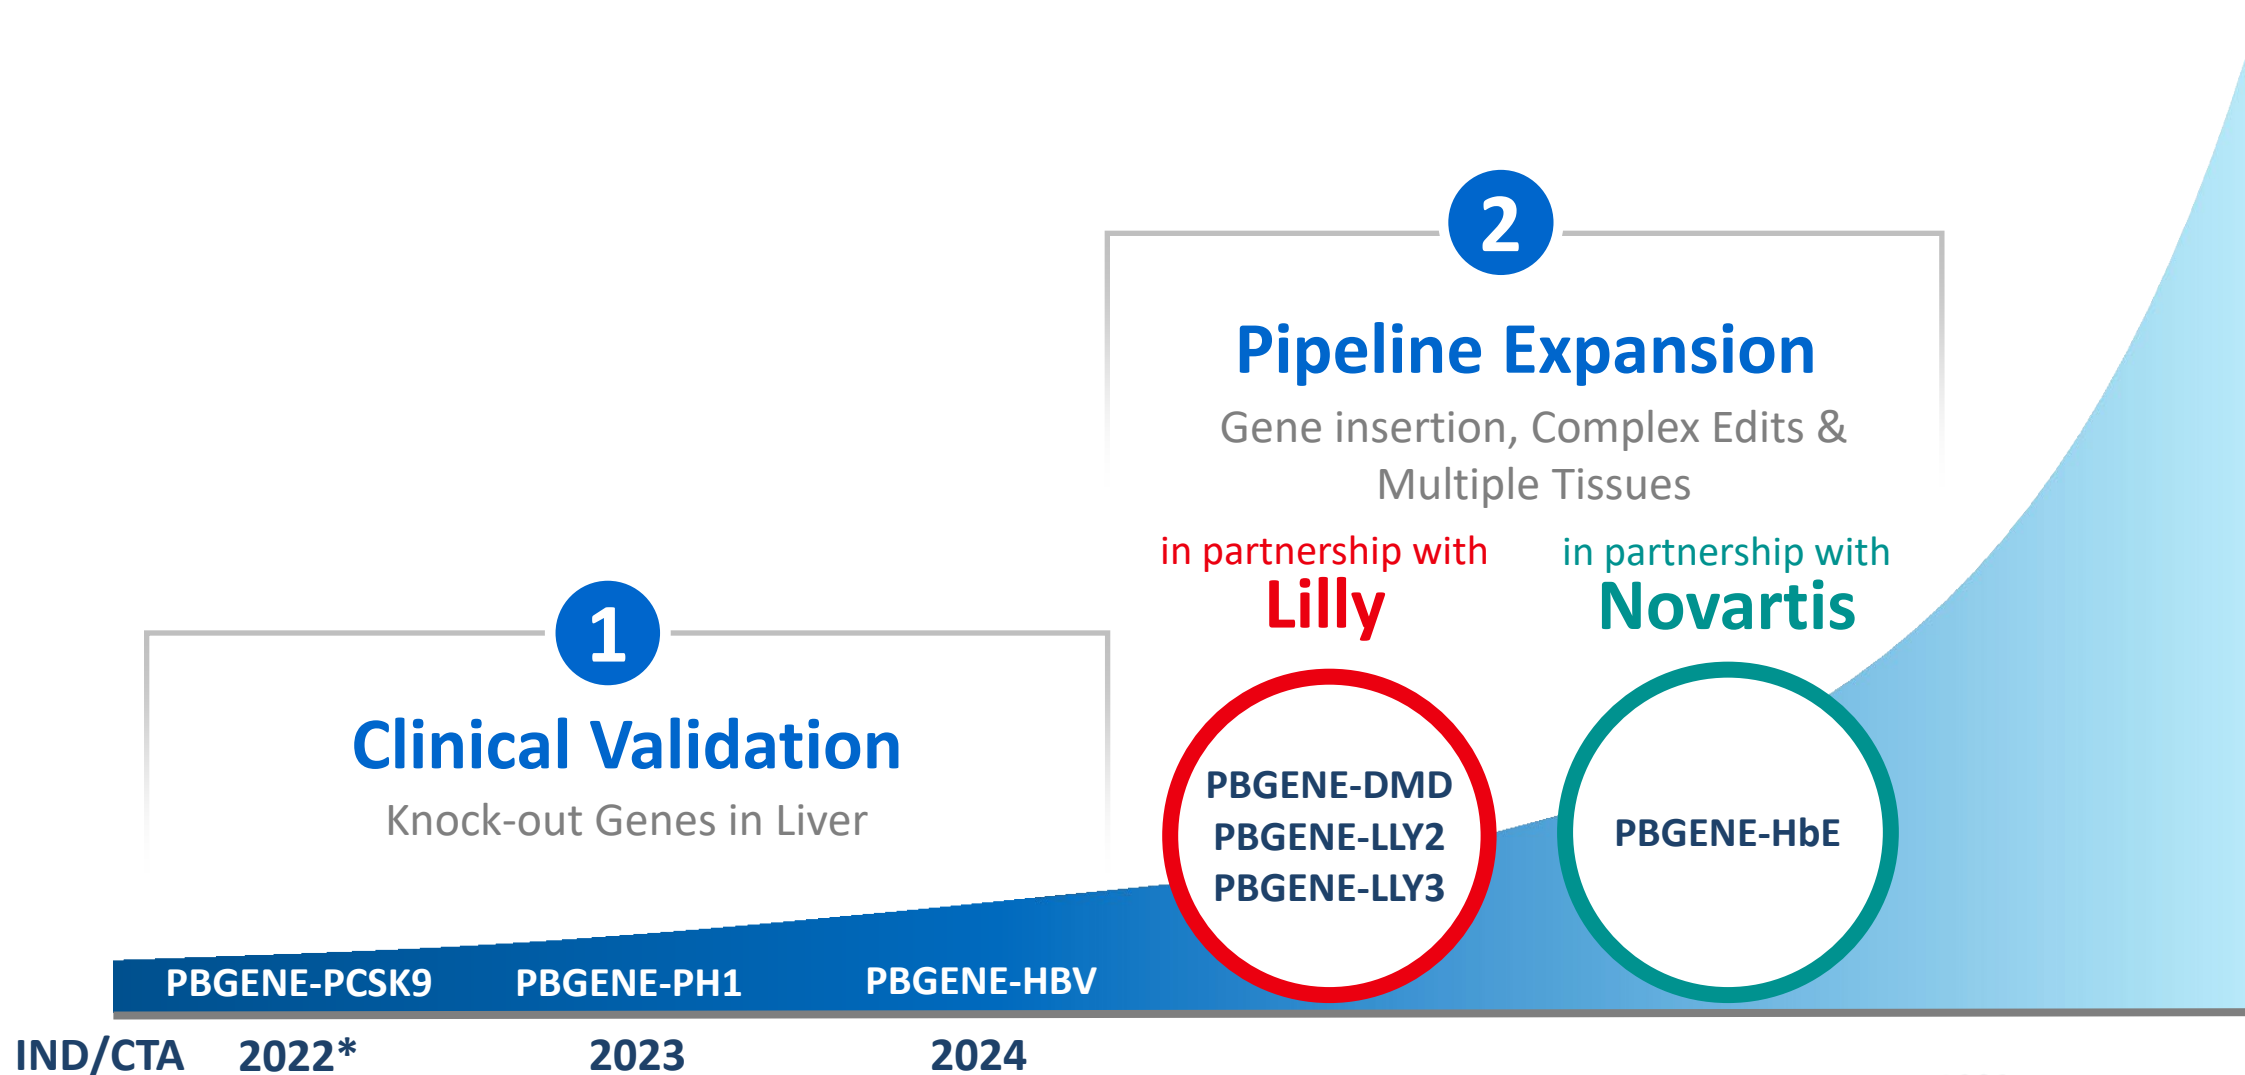 2
Pipeline Expansion
Gene insertion, Complex Edits &
Multiple Tissues
in partnership with
Lilly
in partnership with
Novartis
1
Clinical Validation
Knock-out Genes in Liver
PBGENE-DMD
PBGENE-LLY2
PBGENE-LLY3
PBGENE-HbE
PBGENE-PCSK9 PBGENE-PH1 PBGENE-HBV
IND/CTA 2022* 2023 2024